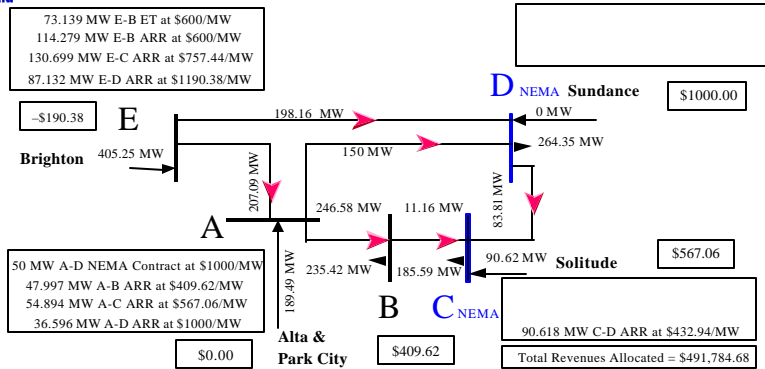 73.139 MW E-B ET at $600/MW
114.279 MW E-B ARR at $600/MW
130.699 MW E-C ARR at $757.44/MW
87.132 MW E-D ARR at $1190.38/MW
–$190.38
E
Brighton
405.25 MW
198.16 MW
D NEMA Sundance
$1000.00
0 MW
264.35 MW
150 MW
207.09 MW
83.81 MW
A
246.58 MW
11.16 MW
235.42 MW
185.59 MW
90.62 MW
Solitude
$567.06
B
C NEMA
189.49 MW
50 MW A-D NEMA Contract at $1000/MW
47.997 MW A-B ARR at $409.62/MW
54.894 MW A-C ARR at $567.06/MW
36.596 MW A-D ARR at $1000/MW
$0.00
Alta &
Park City
$409.62
90.618 MW C-D ARR at $432.94/MW
Total Revenues Allocated = $491,784.68